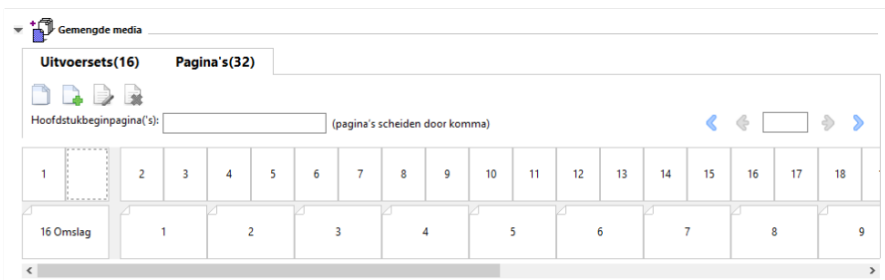 Gemengde media
Uitvoersets(16) Pagina's(32)
Hoofdstukbeginpagina('s): (pagina's scheiden door komma)
1 2 3 4 5 6 7 8 9 10 11 12 13 14 15 16 17 18
16 Omslag 1 2 3 4 5 6 7 8 9